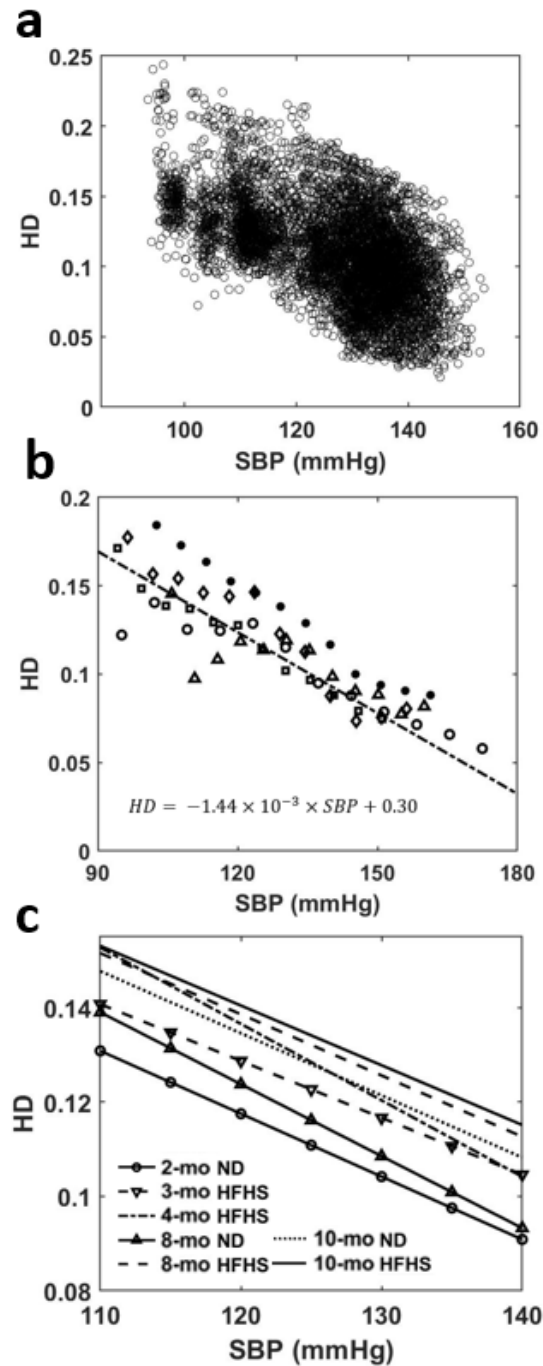 a
0.25
0.2
0.15
0.1
0.05
0
HD
100 120 140 160
SBP (mmHg)
b
0.2
0.15
0.1
0.05
0
HD
HD = −1.44 × 10⁻³ × SBP + 0.30
90 120 150 180
SBP (mmHg)
c
0.14
0.12
0.1
0.08
HD
2-mo ND
3-mo HFHS
4-mo HFHS
8-mo ND 10-mo ND
8-mo HFHS 10-mo HFHS
110 120 130 140
SBP (mmHg)